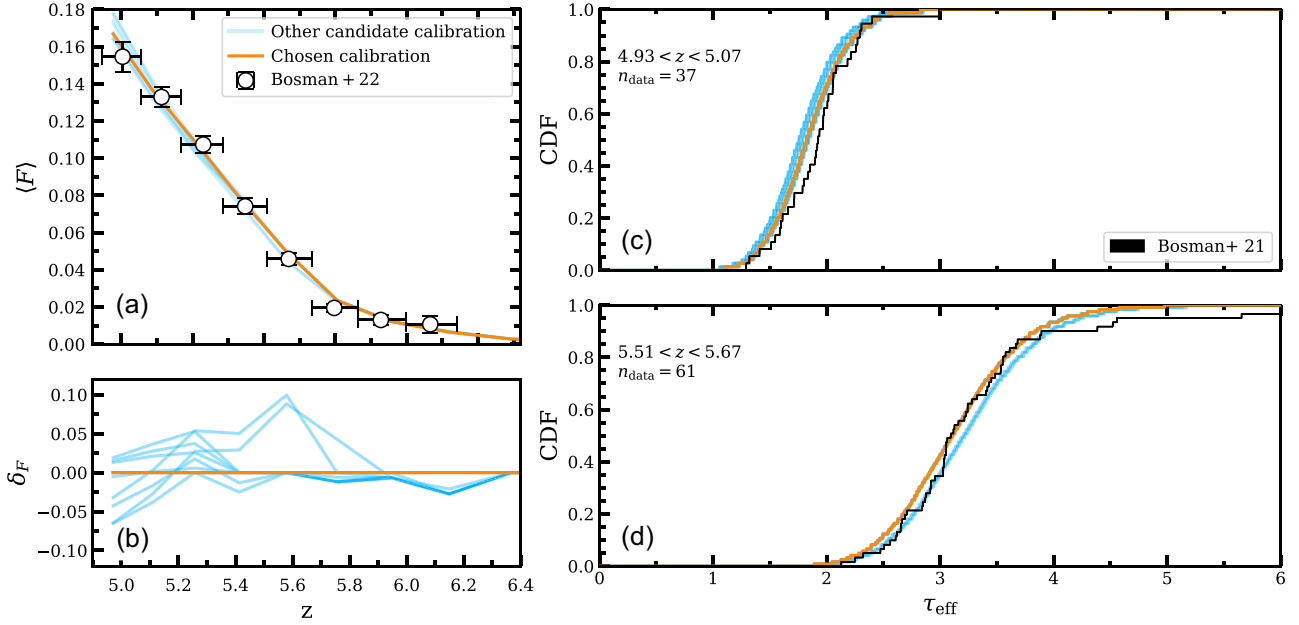 0.18
0.16
0.14
0.12
0.10
0.08
0.06
0.04
0.02
0.00
⟨F⟩
Other candidate calibration
Chosen calibration
Bosman + 22
(a)
0.10
0.05
0.00
−0.05
−0.10
δ_F
(b)
5.0 5.2 5.4 5.6 5.8 6.0 6.2 6.4
z
1.0
0.8
0.6
0.4
0.2
0.0
CDF
4.93 < z < 5.07
n_data = 37
(c)
Bosman+ 21
1.0
0.8
0.6
0.4
0.2
0.0
CDF
5.51 < z < 5.67
n_data = 61
(d)
0 1 2 3 4 5 6
τ_eff